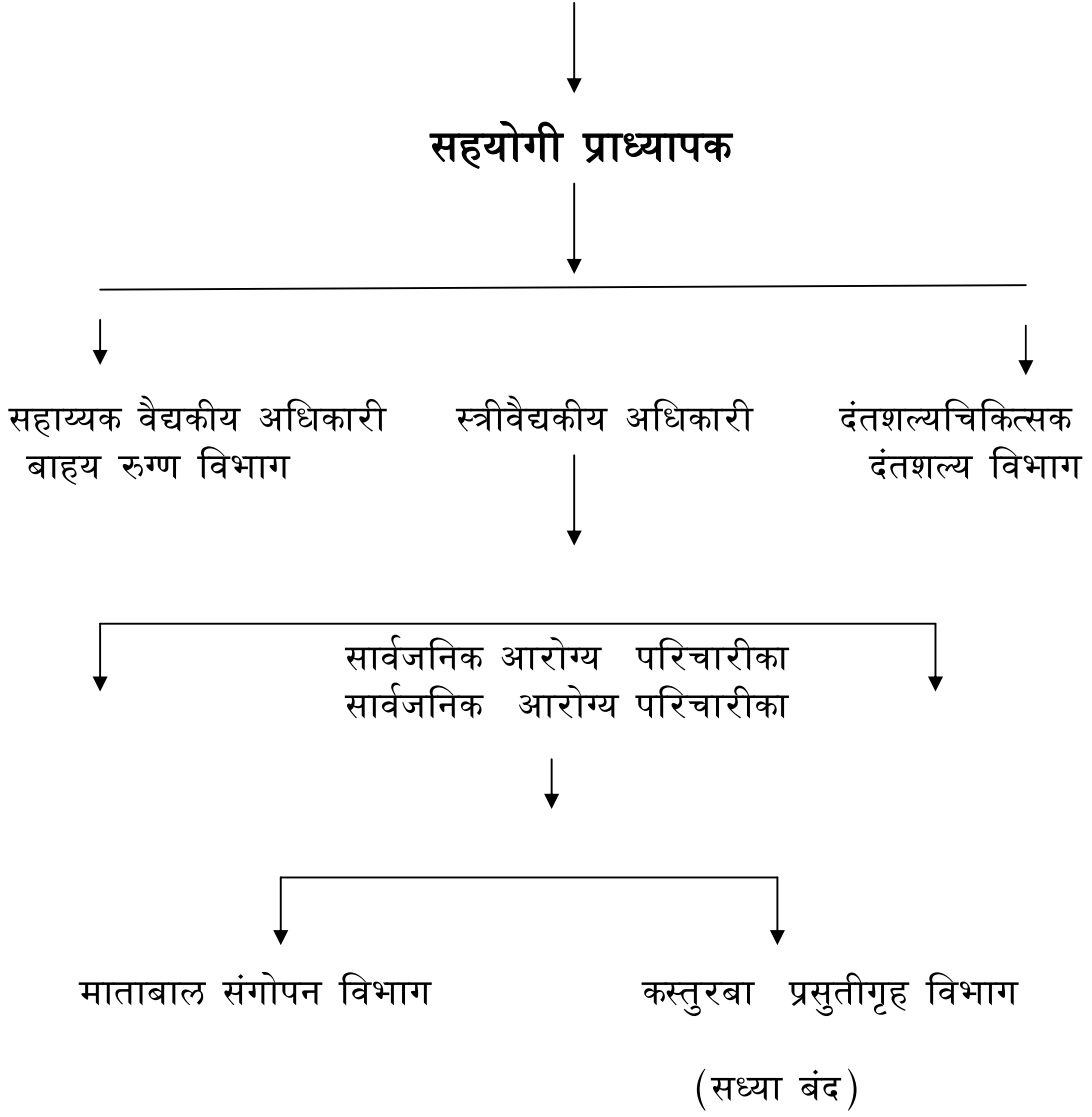 सहयोगी प्राध्यापक
सहाय्यक वैद्यकीय अधिकारी स्त्रीवैद्यकीय अधिकारी दंतशल्यचिकित्सक
बाहय रुग्ण विभाग दंतशल्य विभाग
सार्वजनिक आरोग्य परिचारीका
सार्वजनिक आरोग्य परिचारीका
माताबाल संगोपन विभाग कस्तुरबा प्रसुतीगृह विभाग
(सध्या बंद)